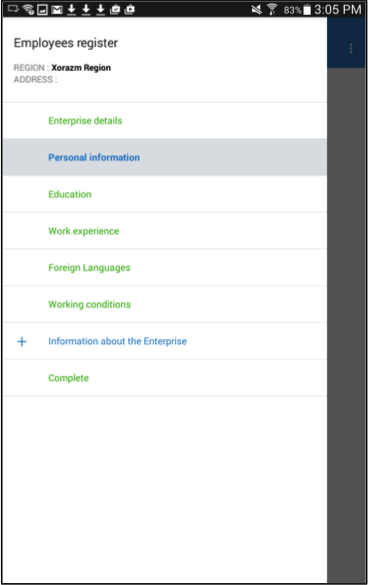 83% 3:05 PM
Employees register
REGION : Xorazm Region
ADDRESS :
Enterprise details
Personal information
Education
Work experience
Foreign Languages
Working conditions
+ Information about the Enterprise
Complete